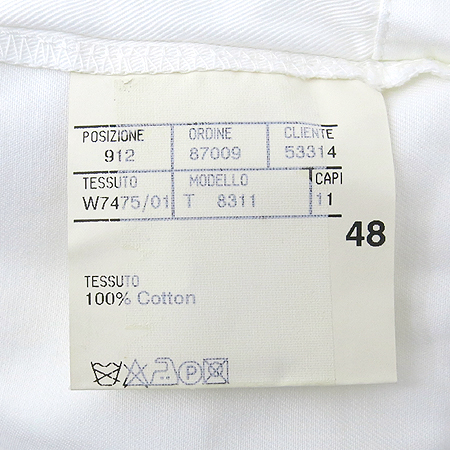 POSIZIONE ORDINE CLIENTE
912 87009 53314
TESSUTO MODELLO CAPI
W7475/01 T 8311 11
48
TESSUTO
100% Cotton
P